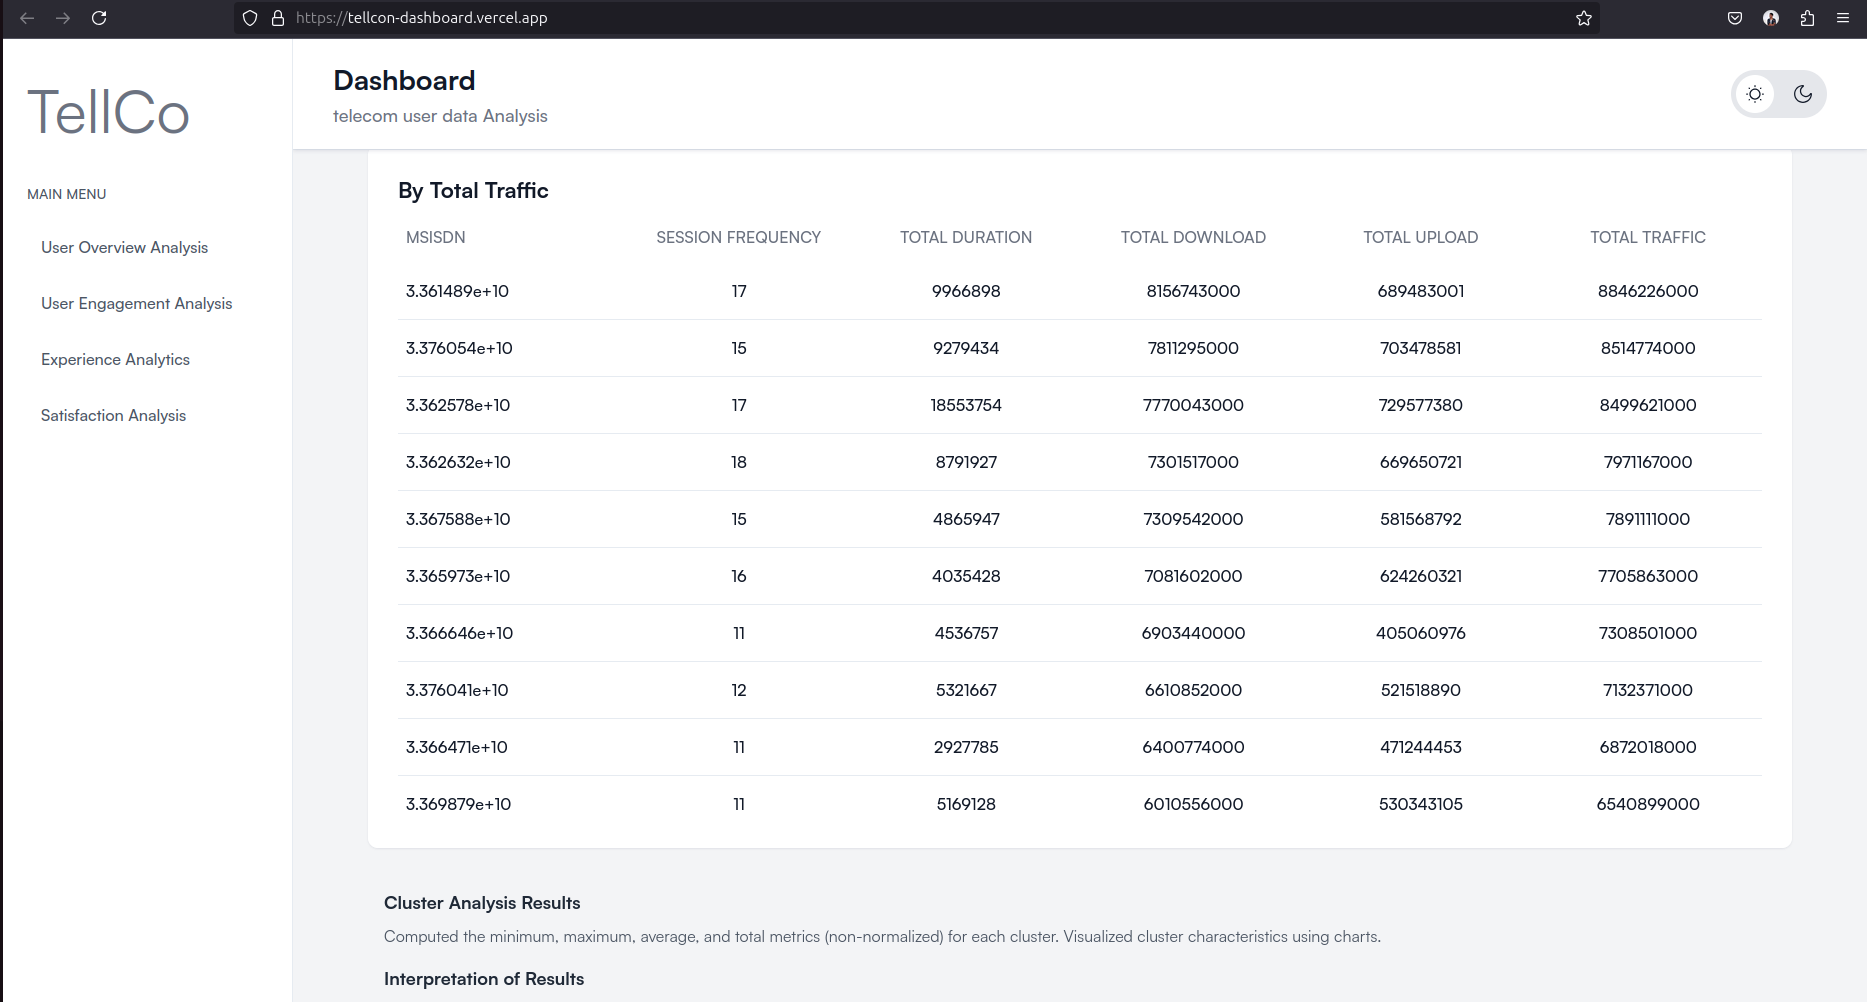 https://tellcon-dashboard.vercel.app
TellCo
MAIN MENU
User Overview Analysis
User Engagement Analysis
Experience Analytics
Satisfaction Analysis
Dashboard
telecom user data Analysis
By Total Traffic
MSISDN SESSION FREQUENCY TOTAL DURATION TOTAL DOWNLOAD TOTAL UPLOAD TOTAL TRAFFIC
3.361489e+10 17 9966898 8156743000 689483001 8846226000
3.376054e+10 15 9279434 7811295000 703478581 8514774000
3.362578e+10 17 18553754 7770043000 729577380 8499621000
3.362632e+10 18 8791927 7301517000 669650721 7971167000
3.367588e+10 15 4865947 7309542000 581568792 7891111000
3.365973e+10 16 4035428 7081602000 624260321 7705863000
3.366646e+10 11 4536757 6903440000 405060976 7308501000
3.376041e+10 12 5321667 6610852000 521518890 7132371000
3.366471e+10 11 2927785 6400774000 471244453 6872018000
3.369879e+10 11 5169128 6010556000 530343105 6540899000
Cluster Analysis Results
Computed the minimum, maximum, average, and total metrics (non-normalized) for each cluster. Visualized cluster characteristics using charts.
Interpretation of Results